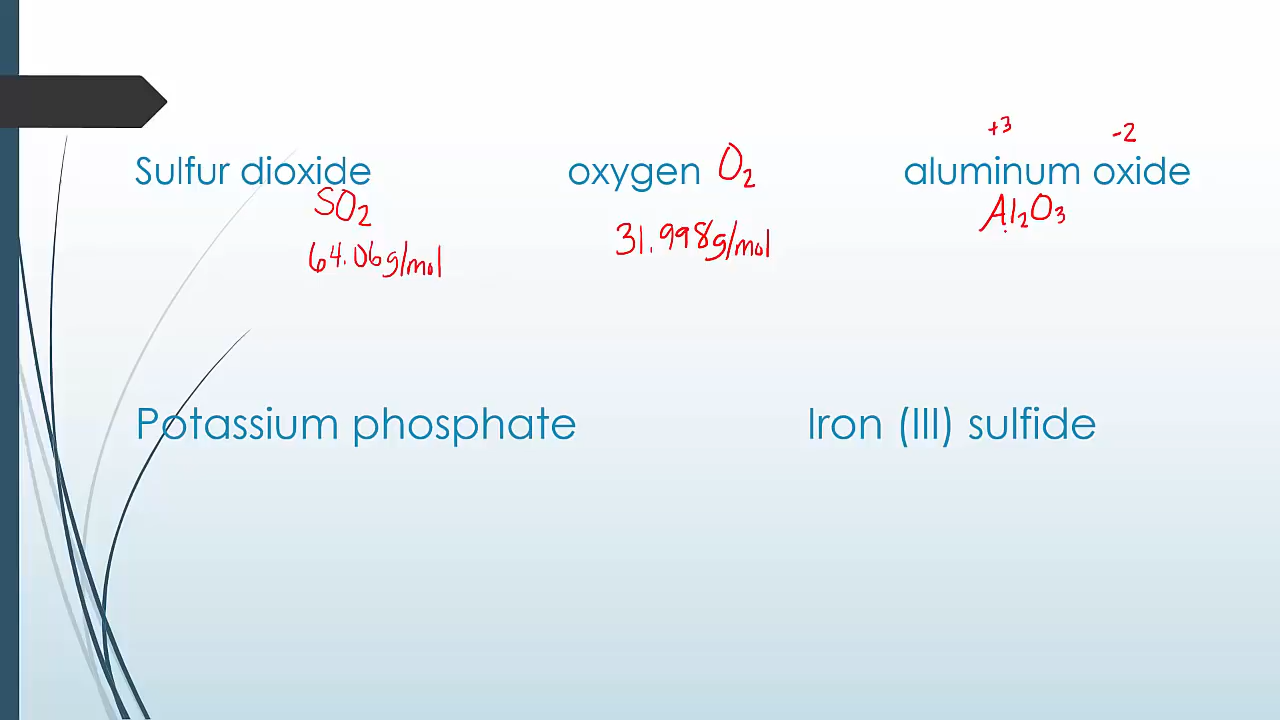 +3 -2
Sulfur dioxide oxygen O₂ aluminum oxide
SO₂ Al₂O₃
64.06g/mol 31.998g/mol
Potassium phosphate Iron (III) sulfide